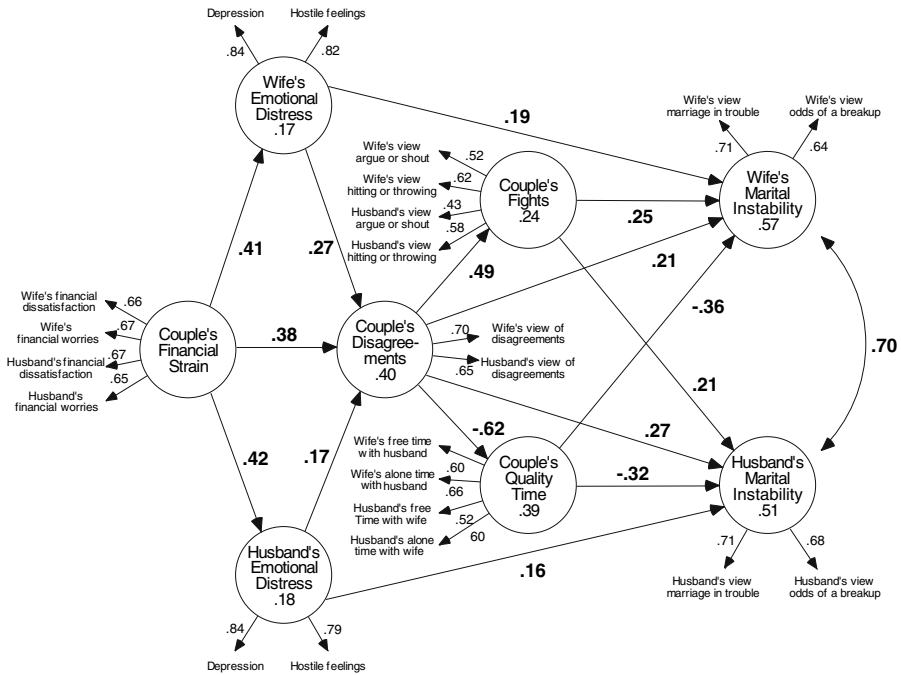 Depression
Hostile feelings
.84
.82
Wife's
Emotional
Distress
.17
.19
Wife's view
marriage in trouble
Wife's view
odds of a breakup
.71
.64
Wife's
Marital
Instability
.57
Wife's view
argue or shout
.52
Wife's view
hitting or throwing
.62
Husband's view
argue or shout
.43
Husband's view
hitting or throwing
.58
Couple's
Fights
.24
.25
.41
.27
.49
.21
-.36
Wife's financial
dissatisfaction
.66
Wife's
financial worries
.67
Husband's financial
dissatisfaction
.67
Husband's
financial worries
.65
Couple's
Financial
Strain
.38
Couple's
Disagree-
ments
.40
.70
Wife's view of
disagreements
.65
Husband's view of
disagreements
.70
.21
.42
.17
-.62
.27
Wife's free time
with husband
.60
Wife's alone time
with husband
.66
Husband's free
Time with wife
.52
Husband's alone
time with wife
60
Couple's
Quality
Time
.39
-.32
Husband's
Marital
Instability
.51
.71
.68
Husband's view
marriage in trouble
Husband's view
odds of a breakup
Husband's
Emotional
Distress
.18
.16
.84
.79
Depression
Hostile feelings